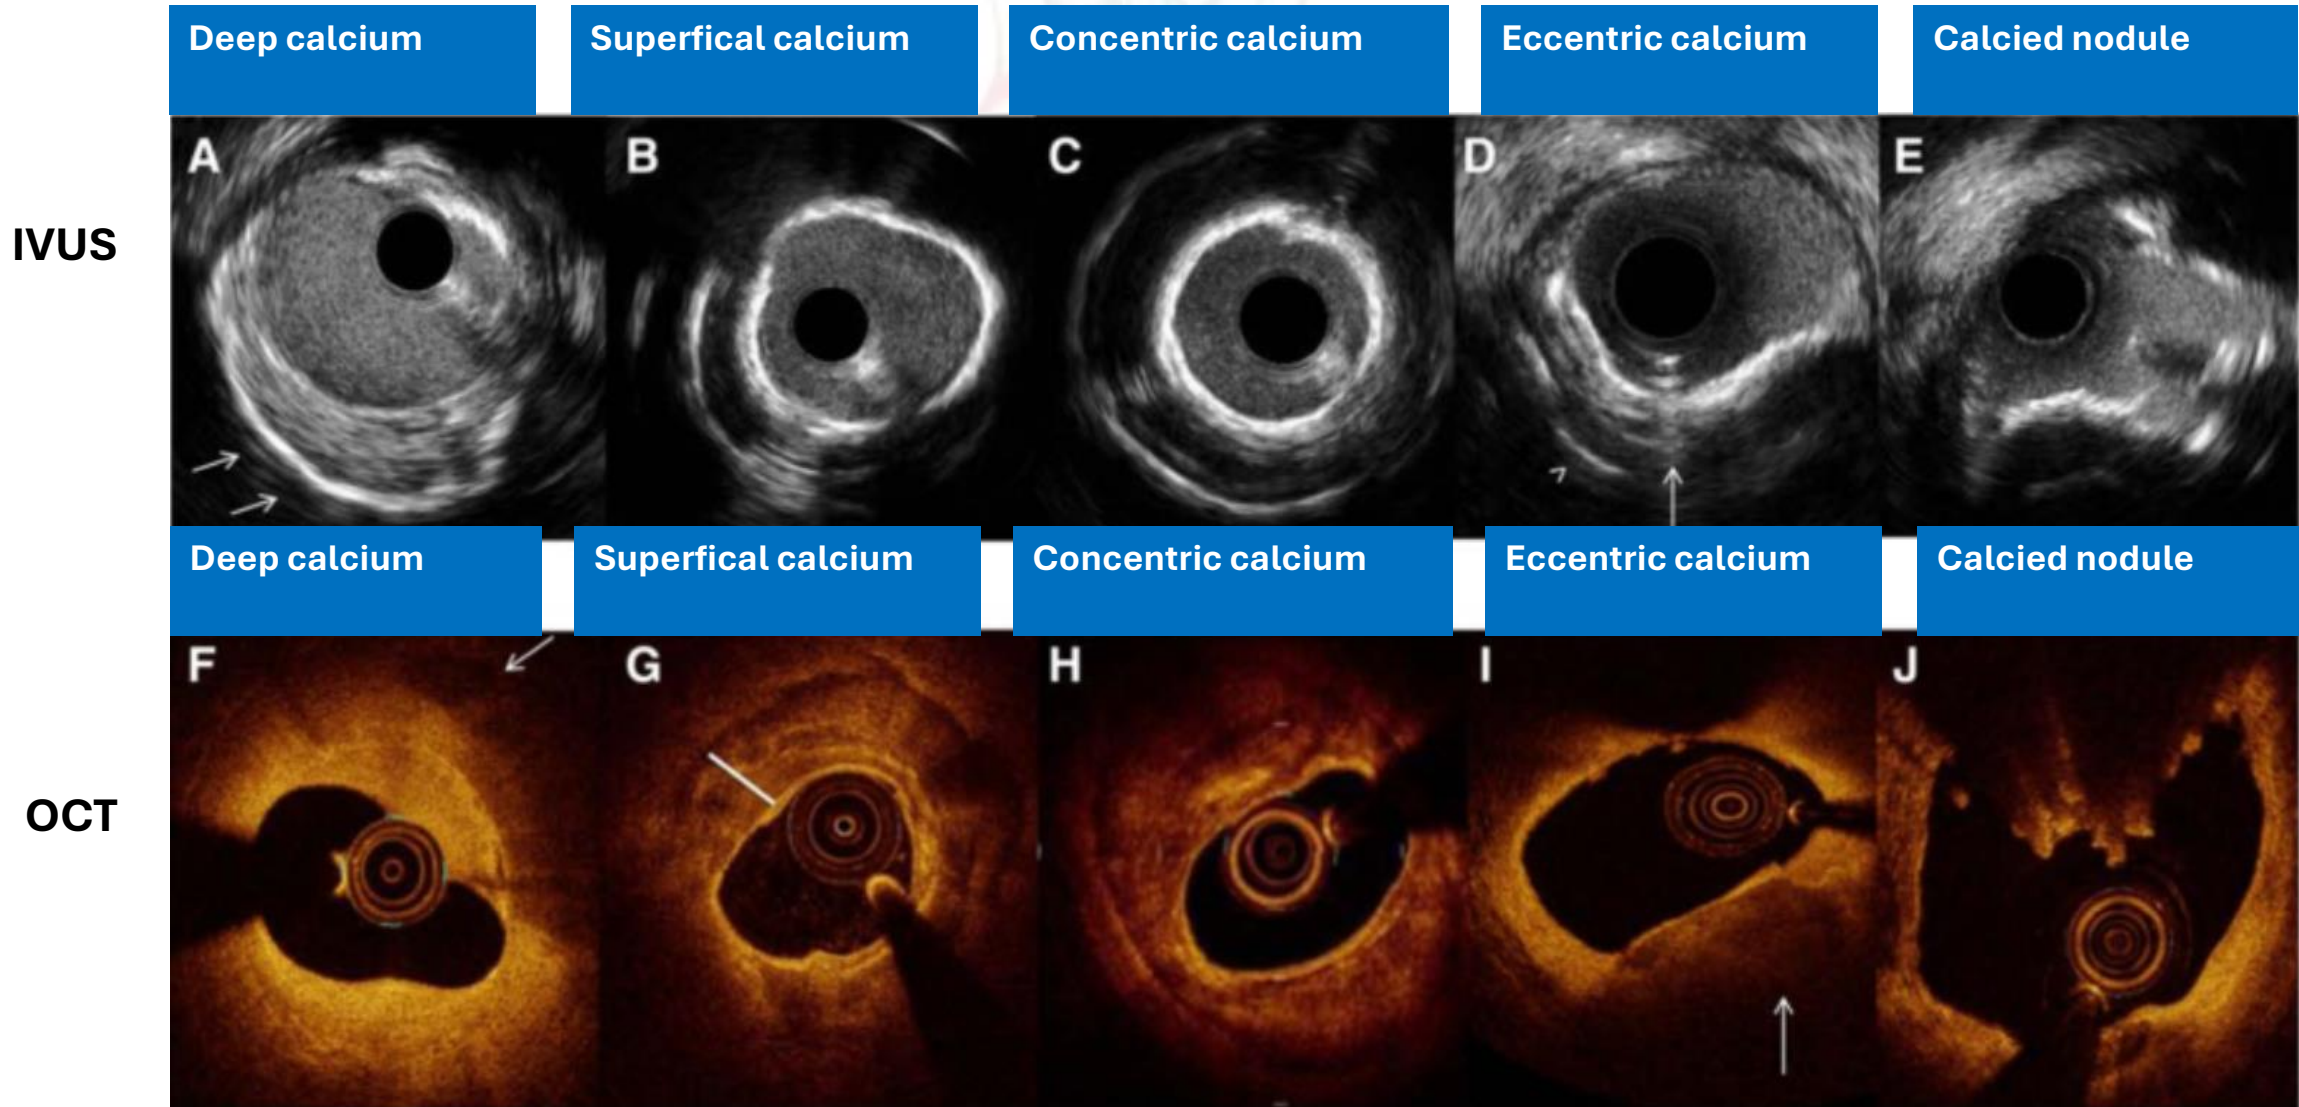 Deep calcium
Superfical calcium
Concentric calcium
Eccentric calcium
Calcied nodule
A
B
C
D
E
IVUS
Deep calcium
Superfical calcium
Concentric calcium
Eccentric calcium
Calcied nodule
F
G
H
I
J
OCT